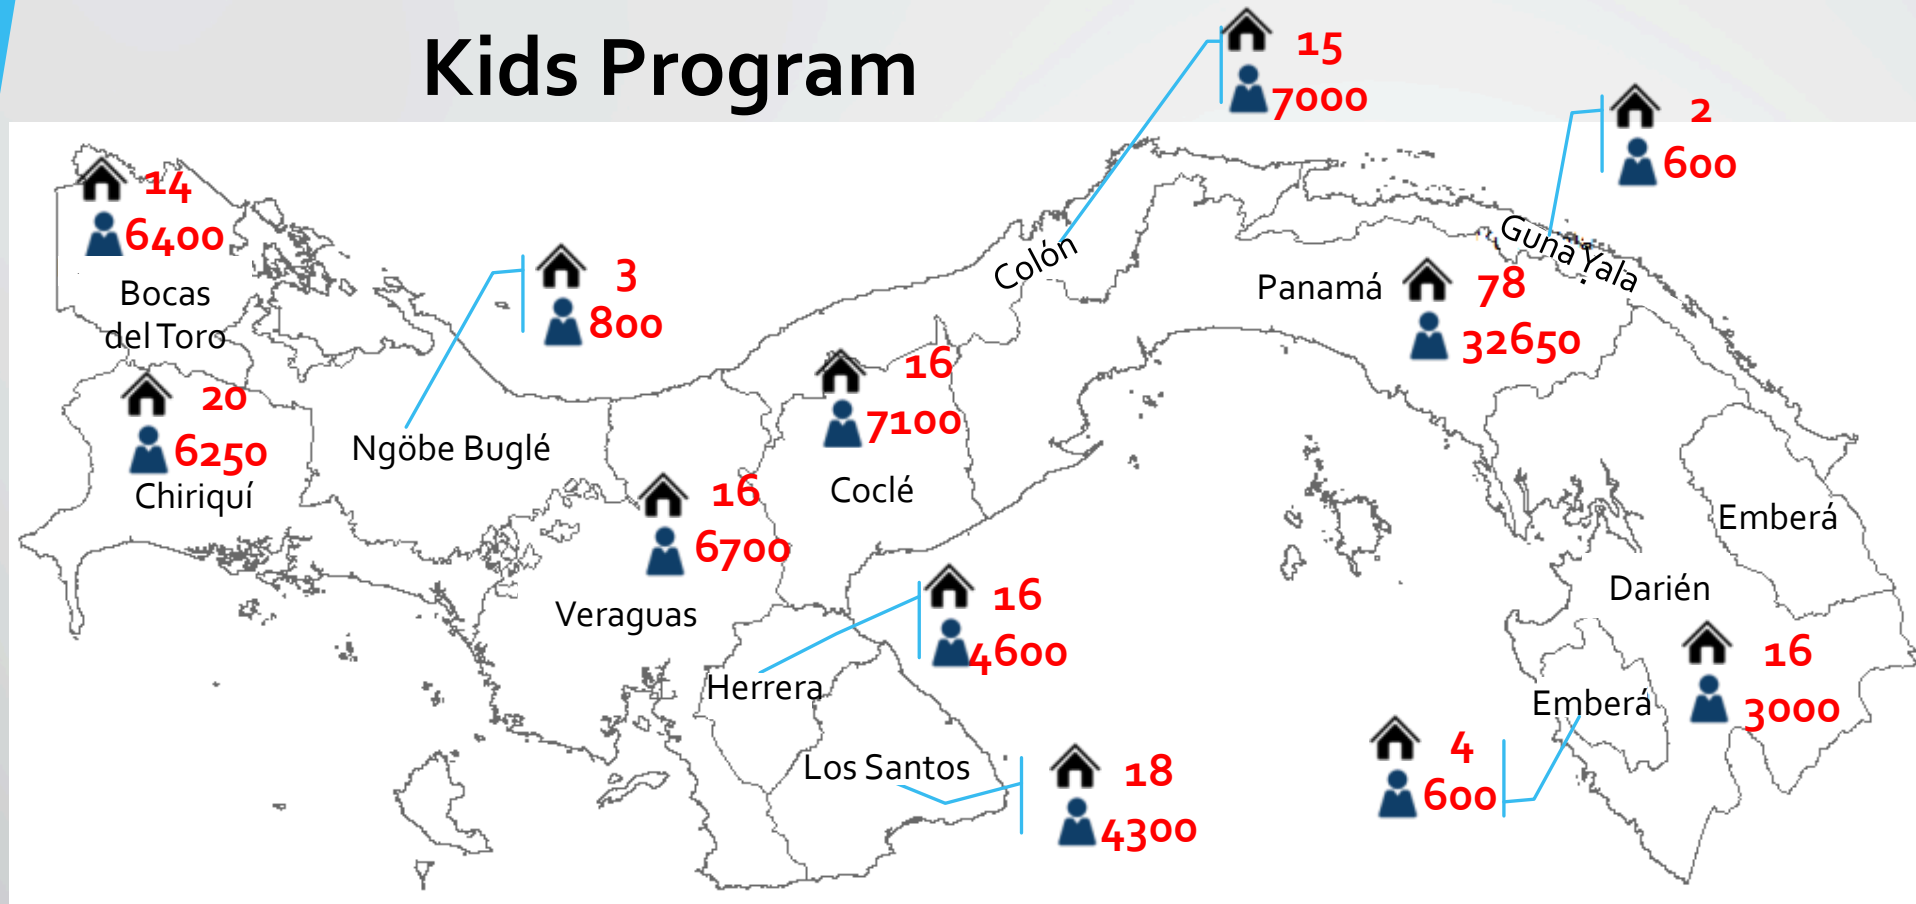 Kids Program
15
7000
2
600
14
6400
Bocas
del Toro
3
800
Colón
Guna Yala
Panamá
78
32650
20
6250
Chiriquí
Ngöbe Buglé
16
7100
Coclé
16
6700
Veraguas
Emberá
Darién
16
4600
Herrera
16
3000
Emberá
4
600
Los Santos
18
4300